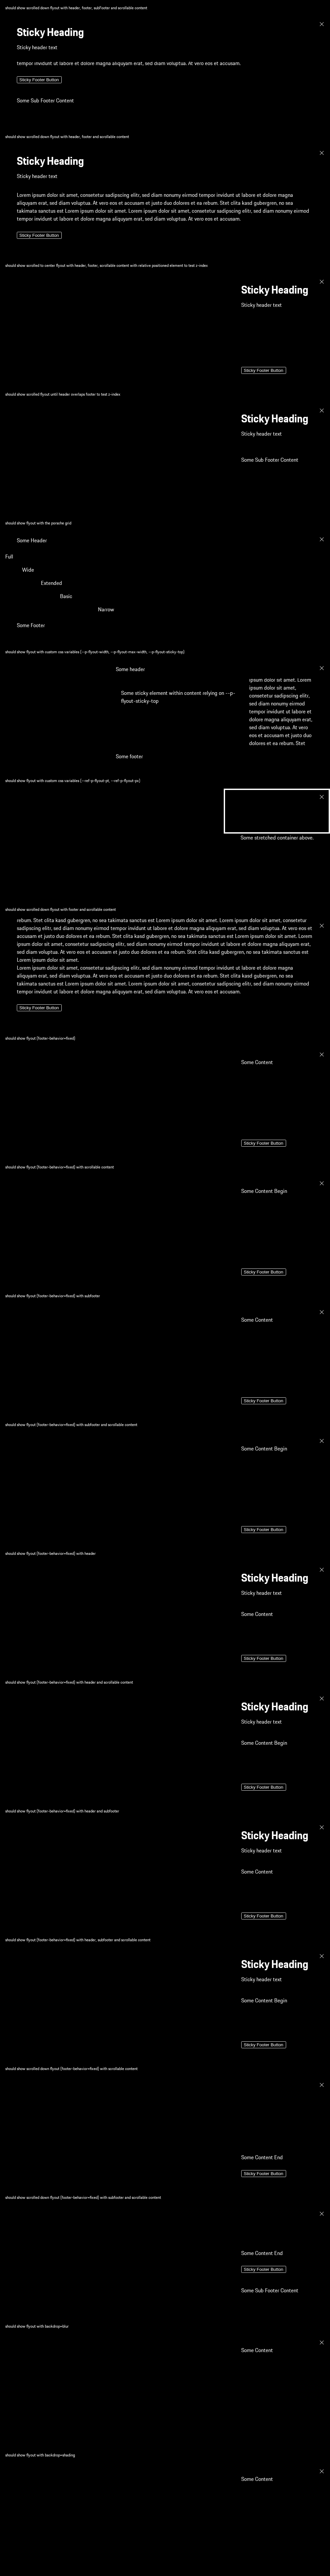 should show scrolled down flyout with header, footer, subFooter and scrollable content
Sticky Heading
Sticky header text
tempor invidunt ut labore et dolore magna aliquyam erat, sed diam voluptua. At vero eos et accusam.
Sticky Footer Button
Some Sub Footer Content
should show scrolled down flyout with header, footer and scrollable content
Sticky Heading
Sticky header text
Lorem ipsum dolor sit amet, consetetur sadipscing elitr, sed diam nonumy eirmod tempor invidunt ut labore et dolore magna
aliquyam erat, sed diam voluptua. At vero eos et accusam et justo duo dolores et ea rebum. Stet clita kasd gubergren, no sea
takimata sanctus est Lorem ipsum dolor sit amet. Lorem ipsum dolor sit amet, consetetur sadipscing elitr, sed diam nonumy eirmod
tempor invidunt ut labore et dolore magna aliquyam erat, sed diam voluptua. At vero eos et accusam.
Sticky Footer Button
should show scrolled to center flyout with header, footer, scrollable content with relative positioned element to test z-index
Sticky Heading
Sticky header text
Sticky Footer Button
should show scrolled flyout until header overlaps footer to test z-index
Sticky Heading
Sticky header text
Some Sub Footer Content
should show flyout with the porsche grid
Some Header
Full
Wide
Extended
Basic
Narrow
Some Footer
should show flyout with custom css variables (--p-flyout-width, --p-flyout-max-width, --p-flyout-sticky-top)
Some header
Some sticky element within content relying on --p-
flyout-sticky-top
ipsum dolor sit amet. Lorem
ipsum dolor sit amet,
consetetur sadipscing elitr,
sed diam nonumy eirmod
tempor invidunt ut labore et
dolore magna aliquyam erat,
sed diam voluptua. At vero
eos et accusam et justo duo
dolores et ea rebum. Stet
Some footer
should show flyout with custom css variables (--ref-p-flyout-pt, --ref-p-flyout-px)
Some stretched container above.
should show scrolled down flyout with footer and scrollable content
rebum. Stet clita kasd gubergren, no sea takimata sanctus est Lorem ipsum dolor sit amet. Lorem ipsum dolor sit amet, consetetur
sadipscing elitr, sed diam nonumy eirmod tempor invidunt ut labore et dolore magna aliquyam erat, sed diam voluptua. At vero eos et
accusam et justo duo dolores et ea rebum. Stet clita kasd gubergren, no sea takimata sanctus est Lorem ipsum dolor sit amet. Lorem
ipsum dolor sit amet, consetetur sadipscing elitr, sed diam nonumy eirmod tempor invidunt ut labore et dolore magna aliquyam erat,
sed diam voluptua. At vero eos et accusam et justo duo dolores et ea rebum. Stet clita kasd gubergren, no sea takimata sanctus est
Lorem ipsum dolor sit amet.
Lorem ipsum dolor sit amet, consetetur sadipscing elitr, sed diam nonumy eirmod tempor invidunt ut labore et dolore magna
aliquyam erat, sed diam voluptua. At vero eos et accusam et justo duo dolores et ea rebum. Stet clita kasd gubergren, no sea
takimata sanctus est Lorem ipsum dolor sit amet. Lorem ipsum dolor sit amet, consetetur sadipscing elitr, sed diam nonumy eirmod
tempor invidunt ut labore et dolore magna aliquyam erat, sed diam voluptua. At vero eos et accusam.
Sticky Footer Button
should show flyout (footer-behavior=fixed)
Some Content
Sticky Footer Button
should show flyout (footer-behavior=fixed) with scrollable content
Some Content Begin
Sticky Footer Button
should show flyout (footer-behavior=fixed) with subfooter
Some Content
Sticky Footer Button
should show flyout (footer-behavior=fixed) with subfooter and scrollable content
Some Content Begin
Sticky Footer Button
should show flyout (footer-behavior=fixed) with header
Sticky Heading
Sticky header text
Some Content
Sticky Footer Button
should show flyout (footer-behavior=fixed) with header and scrollable content
Sticky Heading
Sticky header text
Some Content Begin
Sticky Footer Button
should show flyout (footer-behavior=fixed) with header and subfooter
Sticky Heading
Sticky header text
Some Content
Sticky Footer Button
should show flyout (footer-behavior=fixed) with header, subfooter and scrollable content
Sticky Heading
Sticky header text
Some Content Begin
Sticky Footer Button
should show scrolled down flyout (footer-behavior=fixed) with scrollable content
Some Content End
Sticky Footer Button
should show scrolled down flyout (footer-behavior=fixed) with subfooter and scrollable content
Some Content End
Sticky Footer Button
Some Sub Footer Content
should show flyout with backdrop=blur
Some Content
should show flyout with backdrop=shading
Some Content